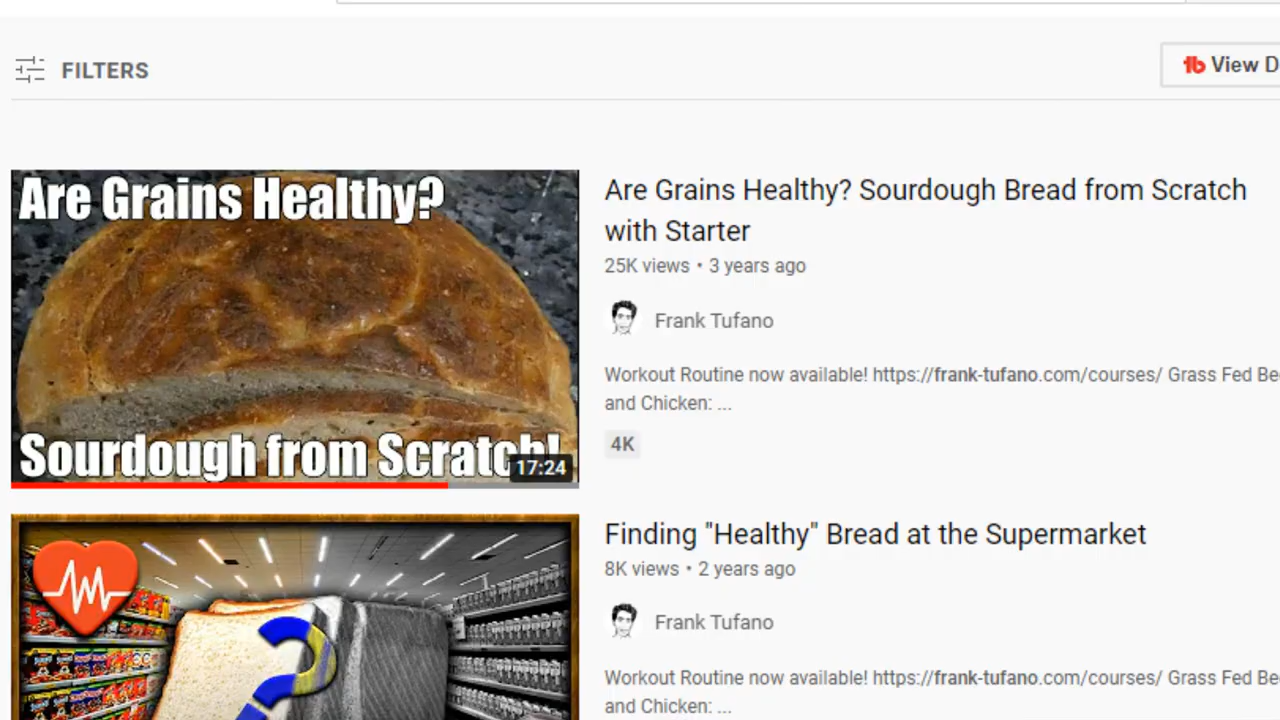 FILTERS
View D
Are Grains Healthy?
Sourdough from Scratch!
17:24
Are Grains Healthy? Sourdough Bread from Scratch
with Starter
25K views • 3 years ago
Frank Tufano
Workout Routine now available! https://frank-tufano.com/courses/ Grass Fed Be
and Chicken: ...
4K
Finding "Healthy" Bread at the Supermarket
8K views • 2 years ago
Frank Tufano
Workout Routine now available! https://frank-tufano.com/courses/ Grass Fed Be
and Chicken: ...